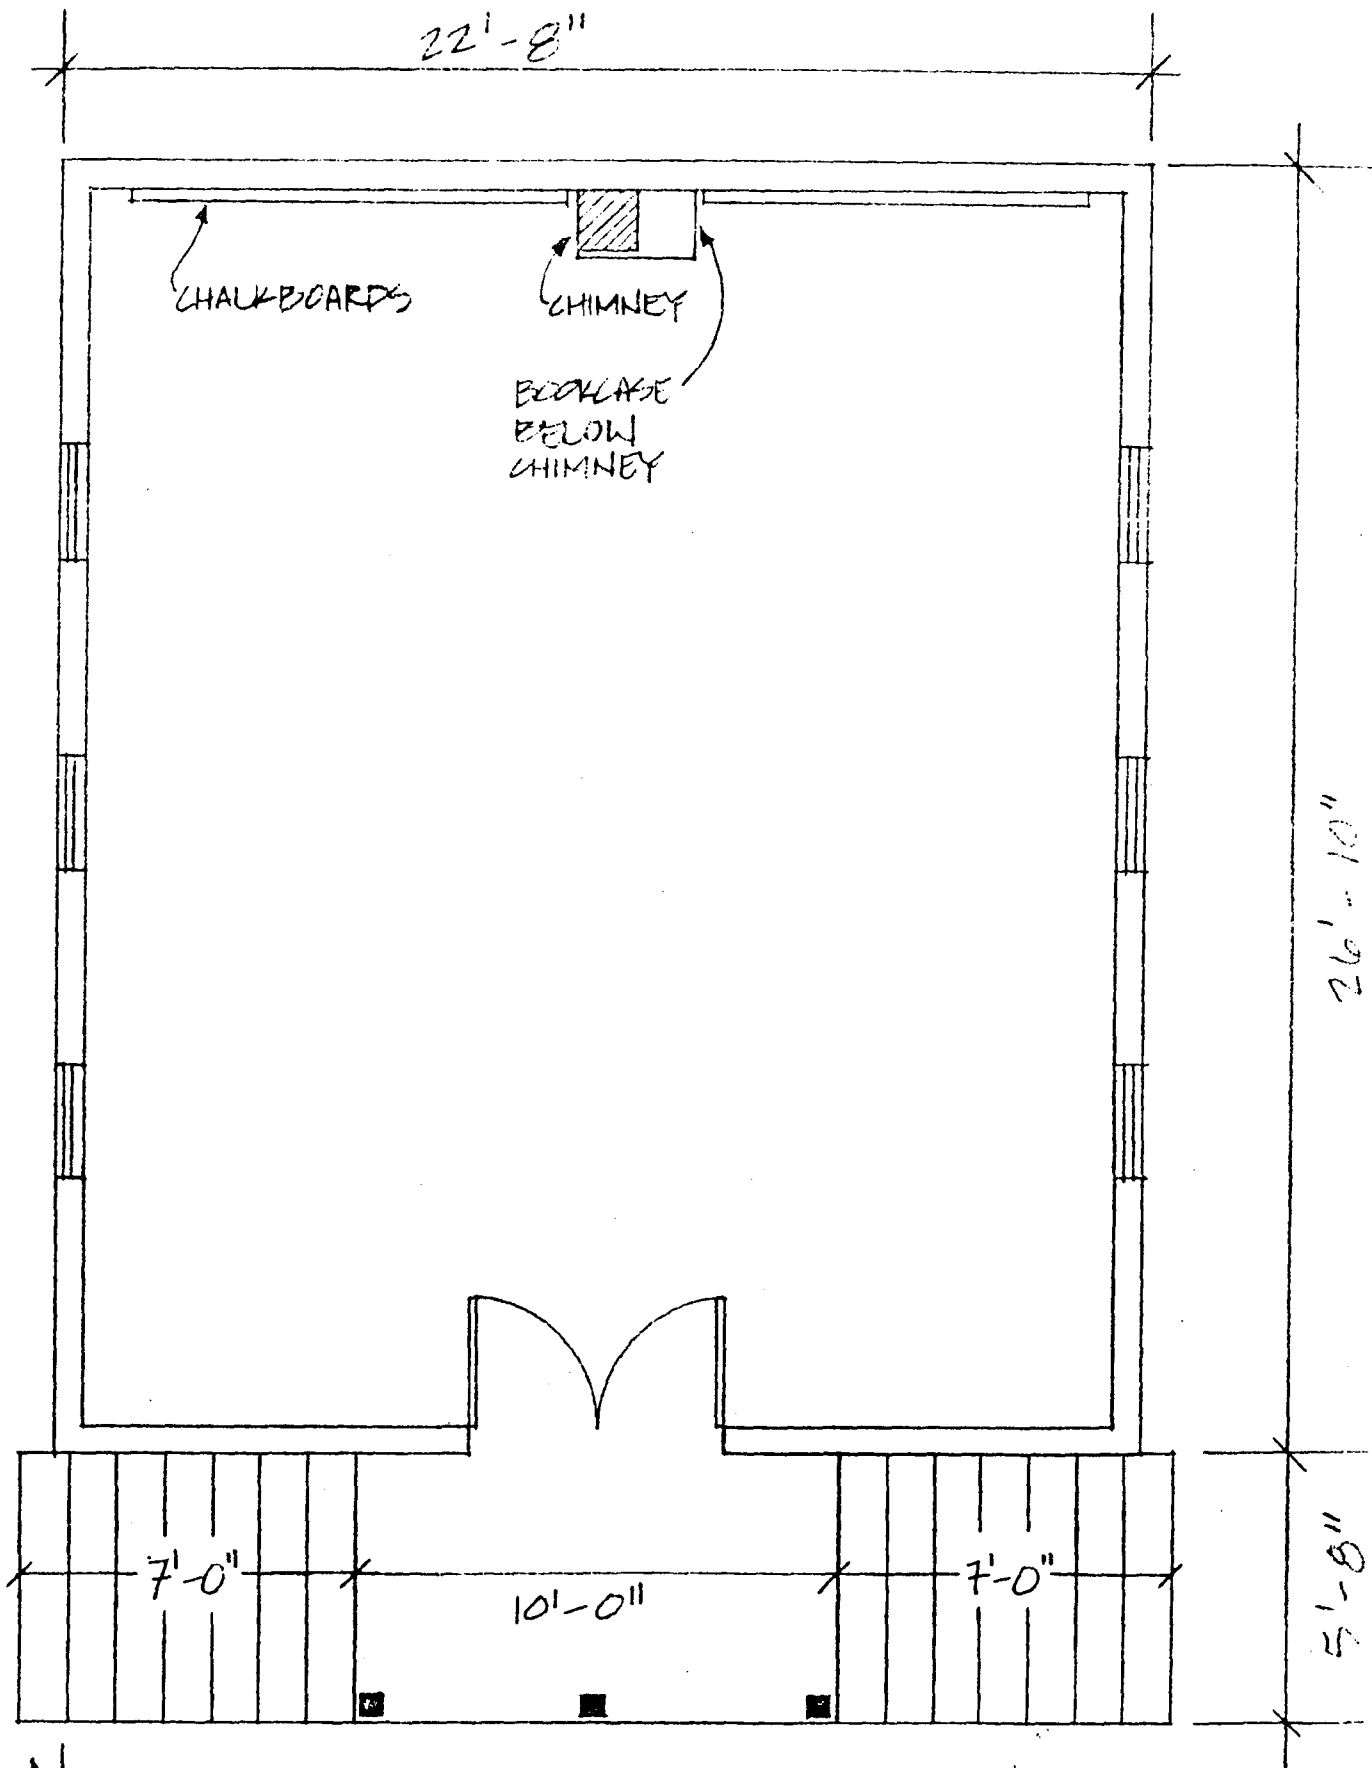 22'-8"
CHALKBOARDS
CHIMNEY
BOOKCASE
BELOW
CHIMNEY
26'-10"
7'-0"
10'-0"
7'-0"
5'-8"